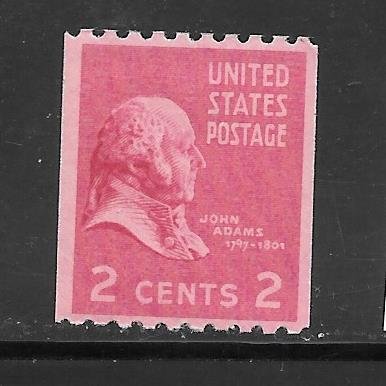 UNITED
STATES
POSTAGE
JOHN
ADAMS
1797-1801
2 CENTS 2